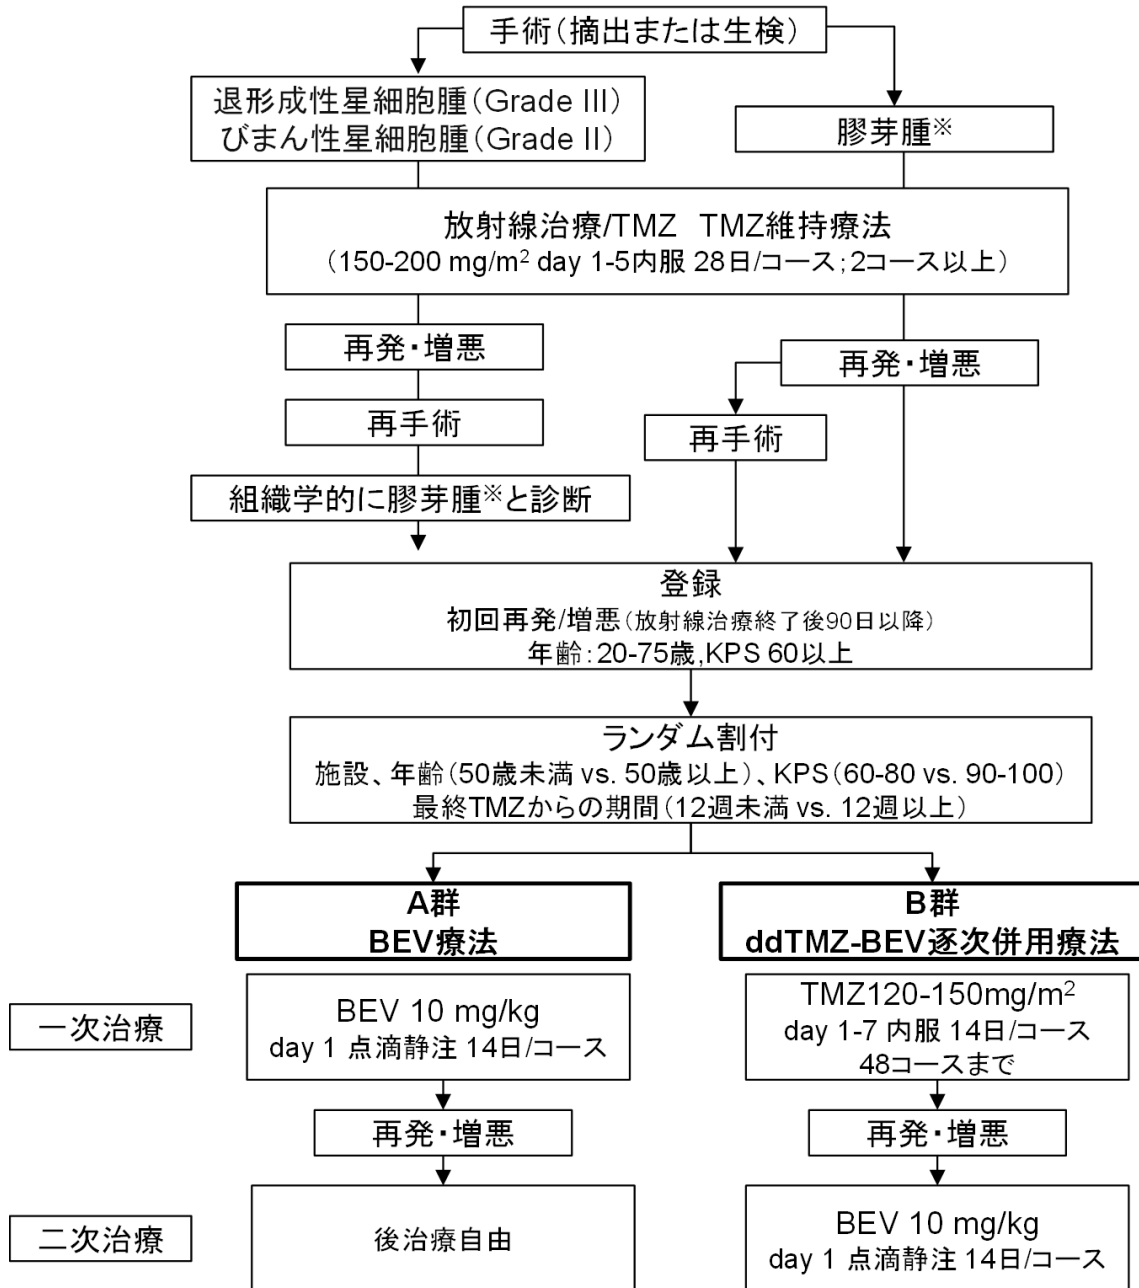 手術（摘出または生検）
退形成性星細胞腫（Grade III）
びまん性星細胞腫（Grade II）
膠芽腫※
放射線治療/TMZ　TMZ維持療法
（150-200 mg/m² day 1-5内服 28日/コース；2コース以上）
再発・増悪
再発・増悪
再手術
再手術
組織学的に膠芽腫※と診断
登録
初回再発/増悪（放射線治療終了後90日以降）
年齢：20-75歳,KPS 60以上
ランダム割付
施設、年齢（50歳未満 vs. 50歳以上）、KPS（60-80 vs. 90-100）
最終TMZからの期間（12週未満 vs. 12週以上）
A群
BEV療法
B群
ddTMZ-BEV逐次併用療法
一次治療
BEV 10 mg/kg
day 1 点滴静注 14日/コース
TMZ120-150mg/m²
day 1-7 内服 14日/コース
48コースまで
再発・増悪
再発・増悪
二次治療
後治療自由
BEV 10 mg/kg
day 1 点滴静注 14日/コース